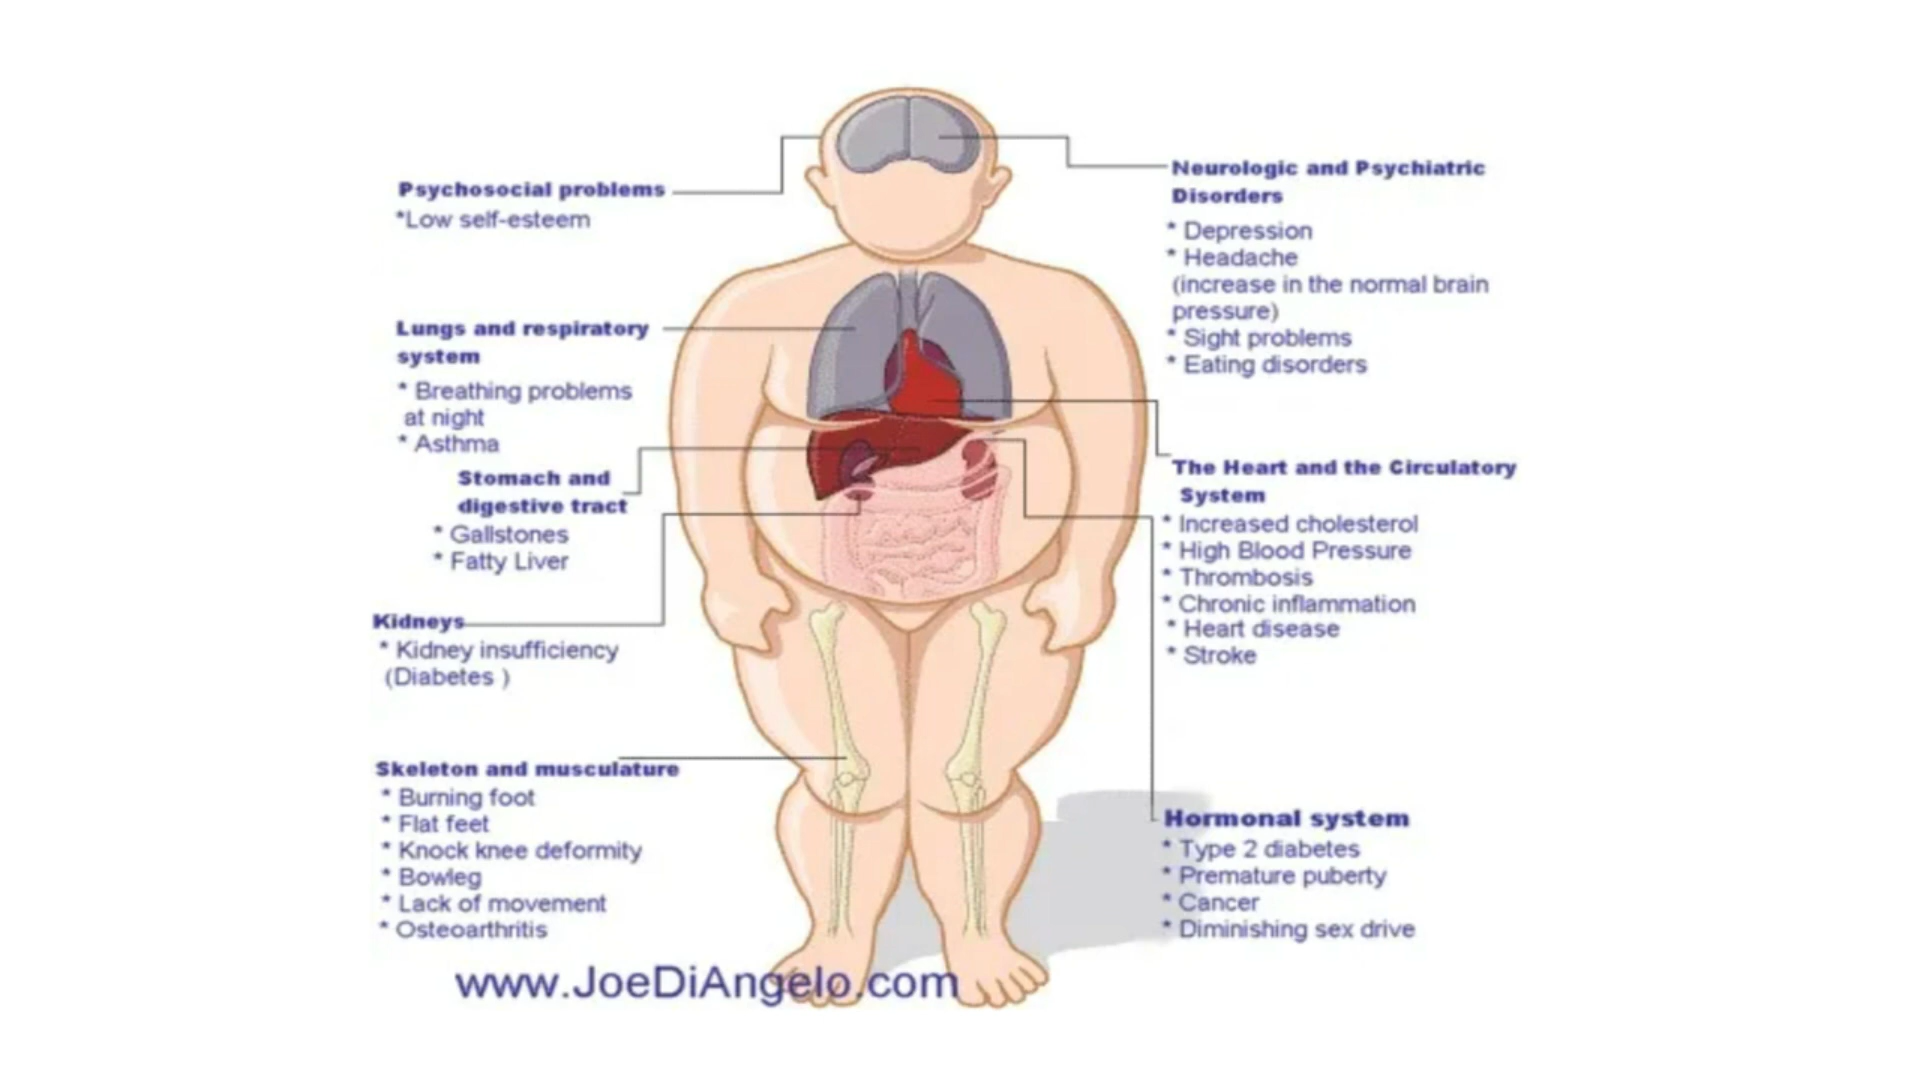 Psychosocial problems
*Low self-esteem
Lungs and respiratory
system
* Breathing problems
at night
* Asthma
Stomach and
digestive tract
* Gallstones
* Fatty Liver
Kidneys
* Kidney insufficiency
(Diabetes )
Skeleton and musculature
* Burning foot
* Flat feet
* Knock knee deformity
* Bowleg
* Lack of movement
* Osteoarthritis
Neurologic and Psychiatric
Disorders
* Depression
* Headache
(increase in the normal brain
pressure)
* Sight problems
* Eating disorders
The Heart and the Circulatory
System
* Increased cholesterol
* High Blood Pressure
* Thrombosis
* Chronic inflammation
* Heart disease
* Stroke
Hormonal system
* Type 2 diabetes
* Premature puberty
* Cancer
* Diminishing sex drive
www.JoeDiAngelo.com